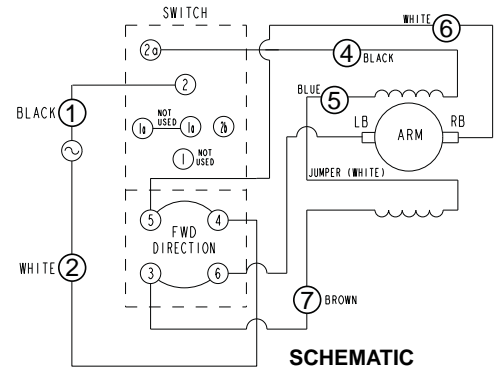 SWITCH
WHITE 6
2a
4 BLACK
2
BLUE 5
BLACK 1
1a NOT USED 1a 2b
LB ARM RB
1 NOT USED
JUMPER (WHITE)
5 4
FWD
DIRECTION
WHITE 2
3 6
7 BROWN
SCHEMATIC